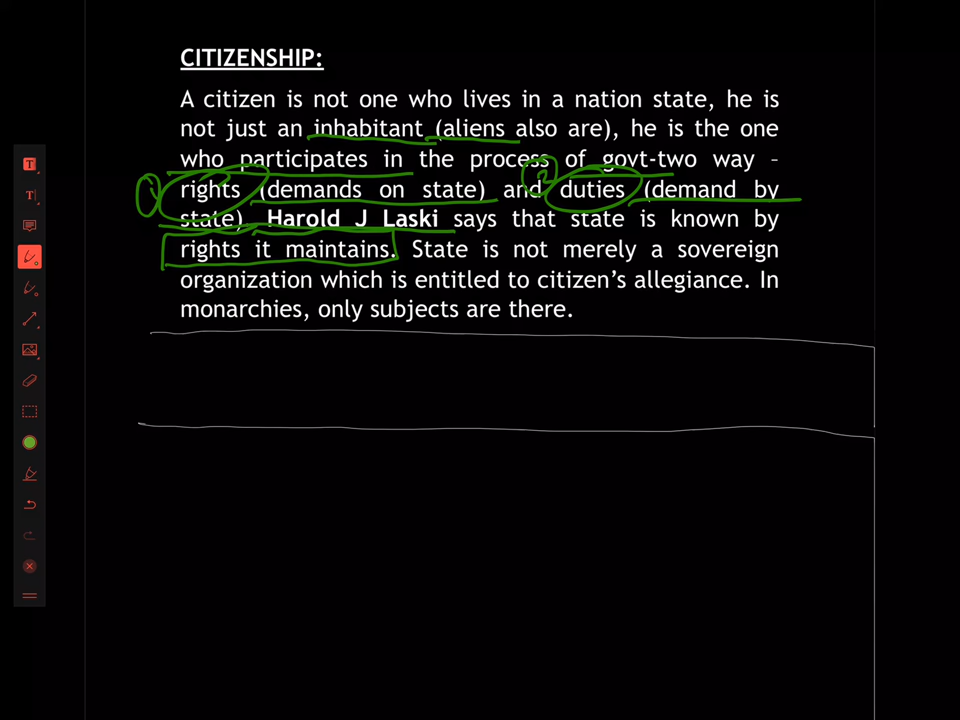 CITIZENSHIP:
A citizen is not one who lives in a nation state, he is
not just an inhabitant (aliens also are), he is the one
who participates in the process of govt-two way –
rights (demands on state) and duties (demand by
state). Harold J Laski says that state is known by
rights it maintains. State is not merely a sovereign
organization which is entitled to citizen's allegiance. In
monarchies, only subjects are there.